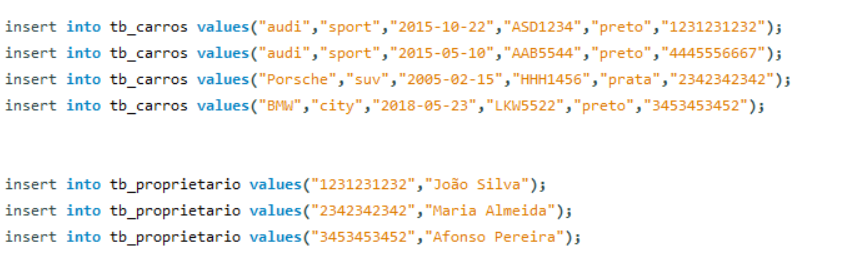 insert into tb_carros values("audi","sport","2015-10-22","ASD1234","preto","1231231232");
insert into tb_carros values("audi","sport","2015-05-10","AAB5544","preto","4445556667");
insert into tb_carros values("Porsche","suv","2005-02-15","HHH1456","prata","2342342342");
insert into tb_carros values("BMW","city","2018-05-23","LKW5522","preto","3453453452");
insert into tb_proprietario values("1231231232","João Silva");
insert into tb_proprietario values("2342342342","Maria Almeida");
insert into tb_proprietario values("3453453452","Afonso Pereira");